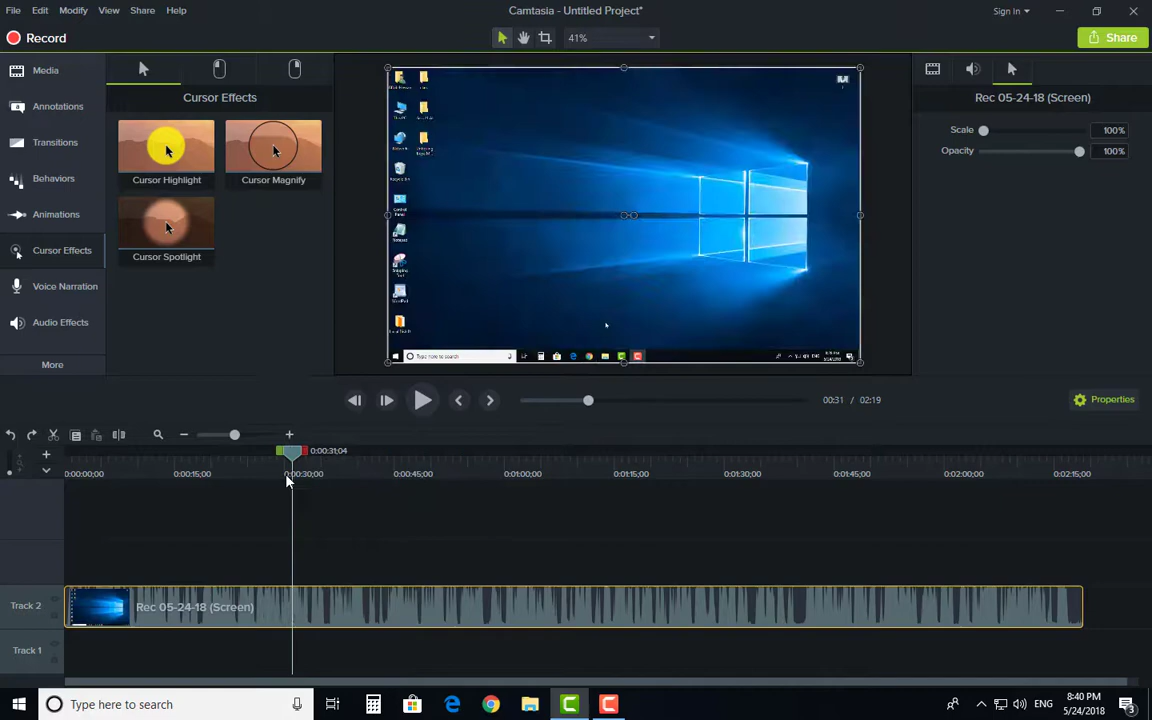 File Edit Modify View Share Help
Camtasia - Untitled Project*
Sign In
Record
41%
Share
Media
Annotations
Transitions
Behaviors
Animations
Cursor Effects
Voice Narration
Audio Effects
More
Cursor Effects
Cursor Highlight
Cursor Magnify
Cursor Spotlight
Type here to search
Rec 05-24-18 (Screen)
Scale 100%
Opacity 100%
00:31 / 02:19
Properties
0:00:31;04
0:00:00;00 0:00:15;00 0:00:30;00 0:00:45;00 0:01:00;00 0:01:15;00 0:01:30;00 0:01:45;00 0:02:00;00 0:02:15;00
Track 2
Rec 05-24-18 (Screen)
Track 1
Type here to search
ENG
8:40 PM
5/24/2018
3